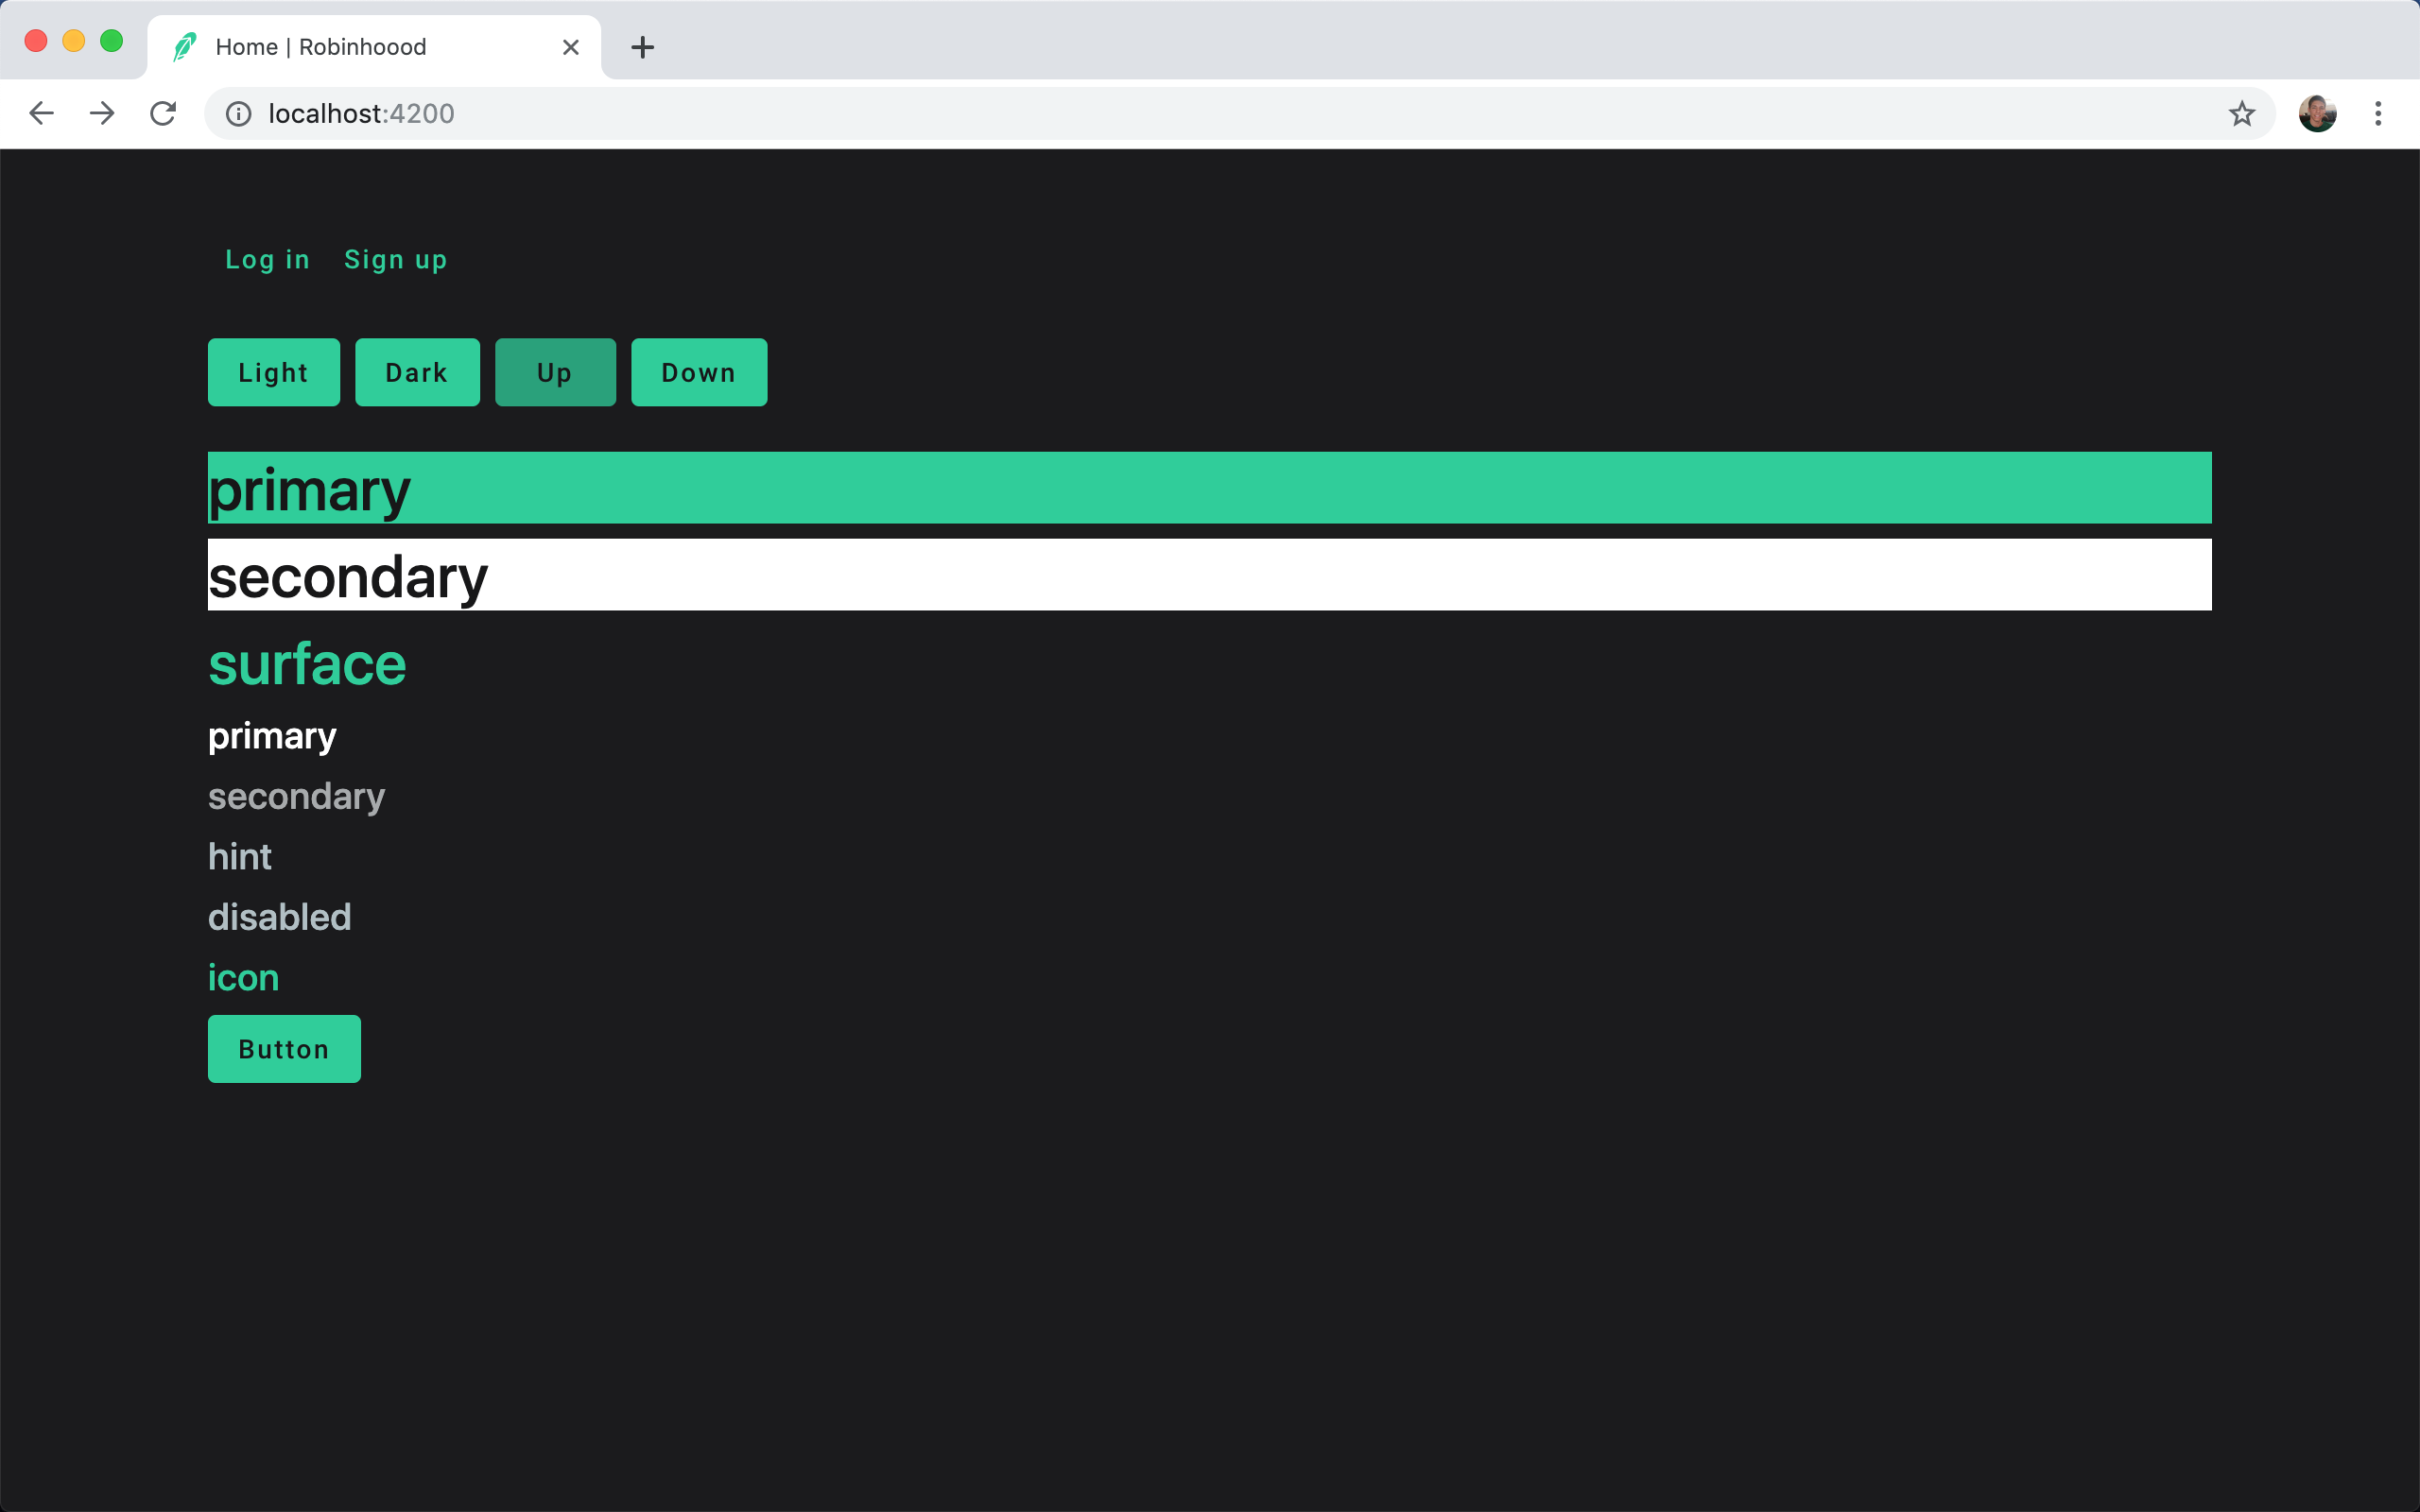 Home | Robinhoood
localhost:4200
Log in Sign up
Light Dark Up Down
primary
secondary
surface
primary
secondary
hint
disabled
icon
Button